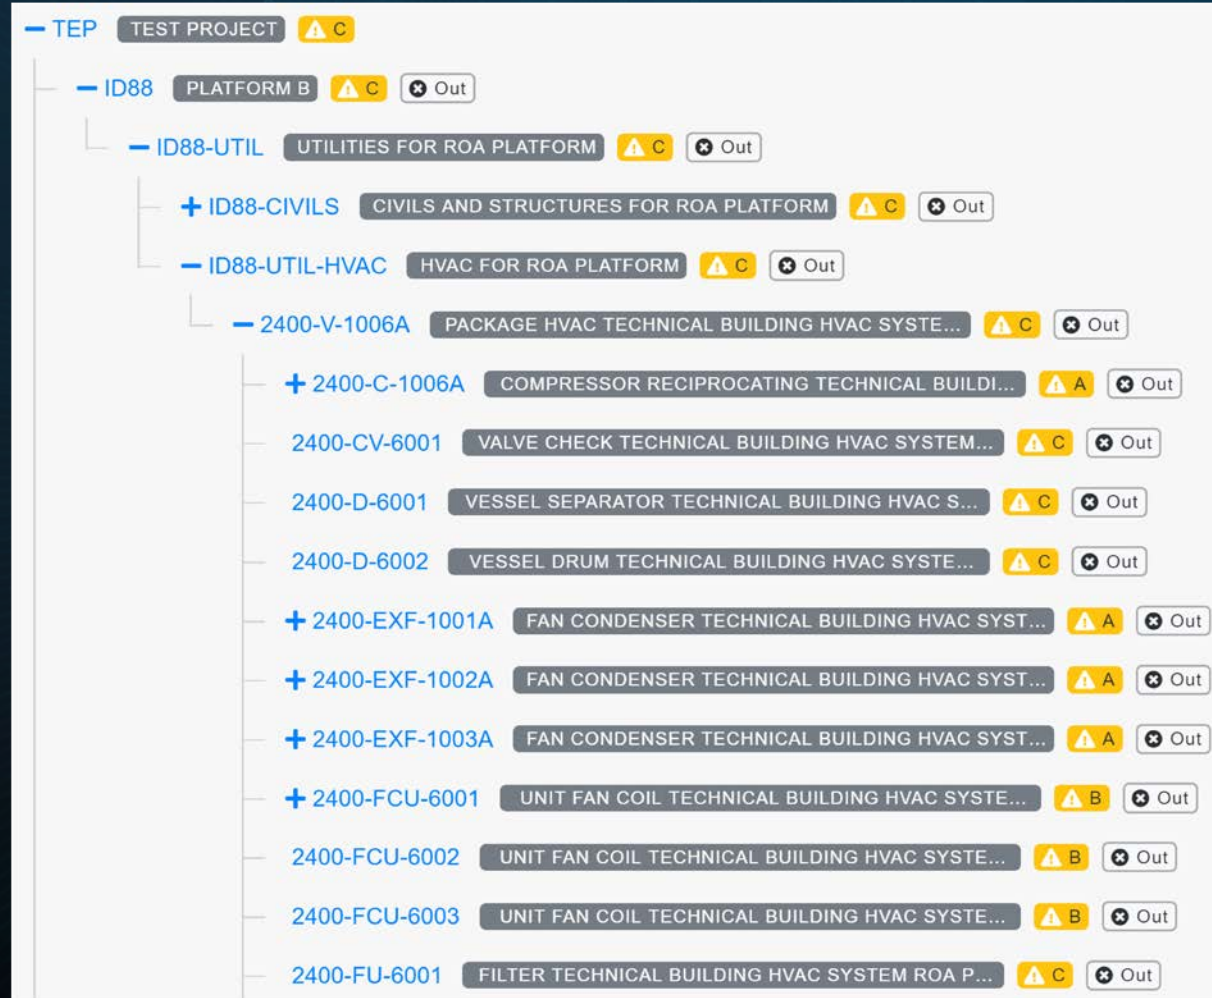 TEP TEST PROJECT C
ID88 PLATFORM B C Out
ID88-UTIL UTILITIES FOR ROA PLATFORM C Out
ID88-CIVILS CIVILS AND STRUCTURES FOR ROA PLATFORM C Out
ID88-UTIL-HVAC HVAC FOR ROA PLATFORM C Out
2400-V-1006A PACKAGE HVAC TECHNICAL BUILDING HVAC SYSTE... C Out
2400-C-1006A COMPRESSOR RECIPROCATING TECHNICAL BUILDI... A Out
2400-CV-6001 VALVE CHECK TECHNICAL BUILDING HVAC SYSTEM... C Out
2400-D-6001 VESSEL SEPARATOR TECHNICAL BUILDING HVAC S... C Out
2400-D-6002 VESSEL DRUM TECHNICAL BUILDING HVAC SYSTE... C Out
2400-EXF-1001A FAN CONDENSER TECHNICAL BUILDING HVAC SYST... A Out
2400-EXF-1002A FAN CONDENSER TECHNICAL BUILDING HVAC SYST... A Out
2400-EXF-1003A FAN CONDENSER TECHNICAL BUILDING HVAC SYST... A Out
2400-FCU-6001 UNIT FAN COIL TECHNICAL BUILDING HVAC SYSTE... B Out
2400-FCU-6002 UNIT FAN COIL TECHNICAL BUILDING HVAC SYSTE... B Out
2400-FCU-6003 UNIT FAN COIL TECHNICAL BUILDING HVAC SYSTE... B Out
2400-FU-6001 FILTER TECHNICAL BUILDING HVAC SYSTEM ROA P... C Out